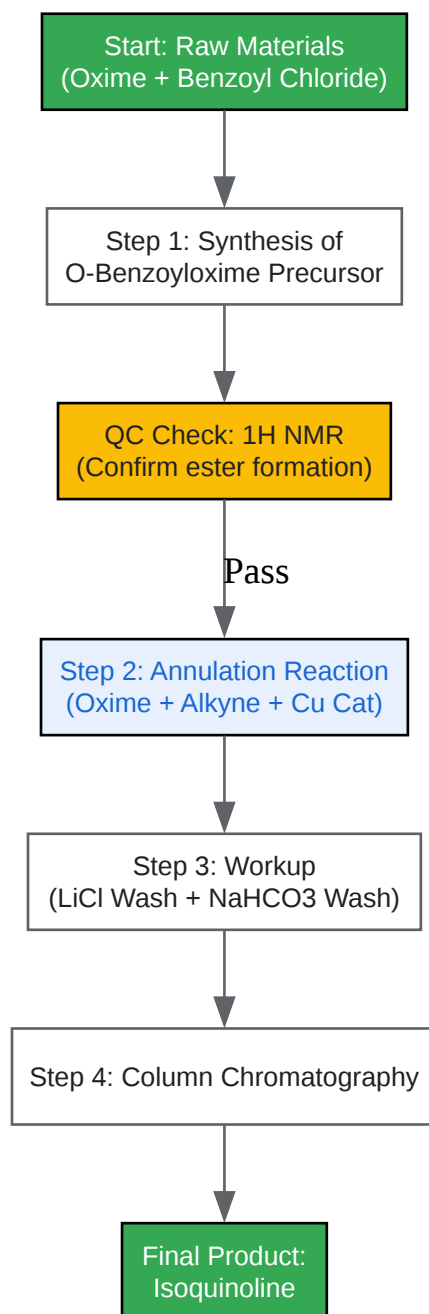 Start: Raw Materials
(Oxime + Benzoyl Chloride)
Step 1: Synthesis of
O-Benzoyloxime Precursor
QC Check: 1H NMR
(Confirm ester formation)
Pass
Step 2: Annulation Reaction
(Oxime + Alkyne + Cu Cat)
Step 3: Workup
(LiCl Wash + NaHCO3 Wash)
Step 4: Column Chromatography
Final Product:
Isoquinoline